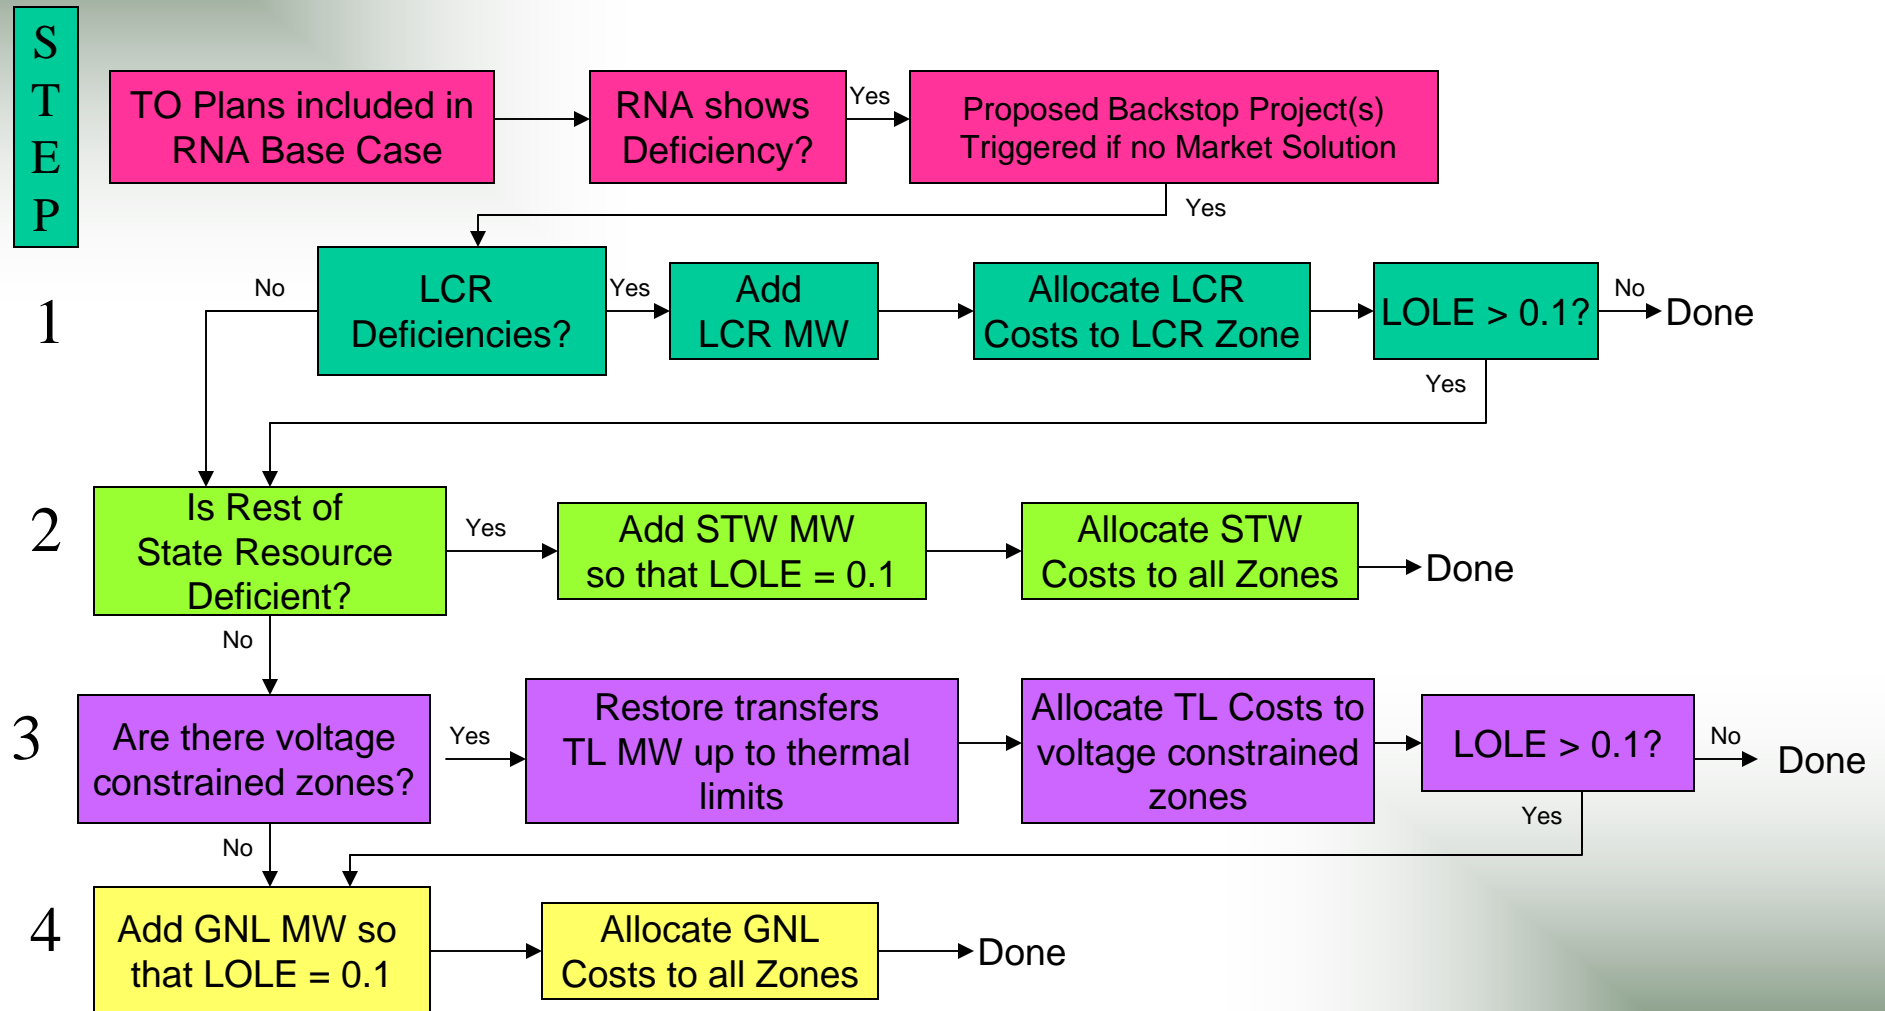 S
T
E
P
TO Plans included in
RNA Base Case
RNA shows
Deficiency?
Yes
Proposed Backstop Project(s)
Triggered if no Market Solution
Yes
1
No
LCR
Deficiencies?
Yes
Add
LCR MW
Allocate LCR
Costs to LCR Zone
LOLE > 0.1?
No
Done
Yes
2
Is Rest of
State Resource
Deficient?
Yes
Add STW MW
so that LOLE = 0.1
Allocate STW
Costs to all Zones
Done
No
3
Are there voltage
constrained zones?
Yes
Restore transfers
TL MW up to thermal
limits
Allocate TL Costs to
voltage constrained
zones
LOLE > 0.1?
No
Done
Yes
No
4
Add GNL MW so
that LOLE = 0.1
Allocate GNL
Costs to all Zones
Done